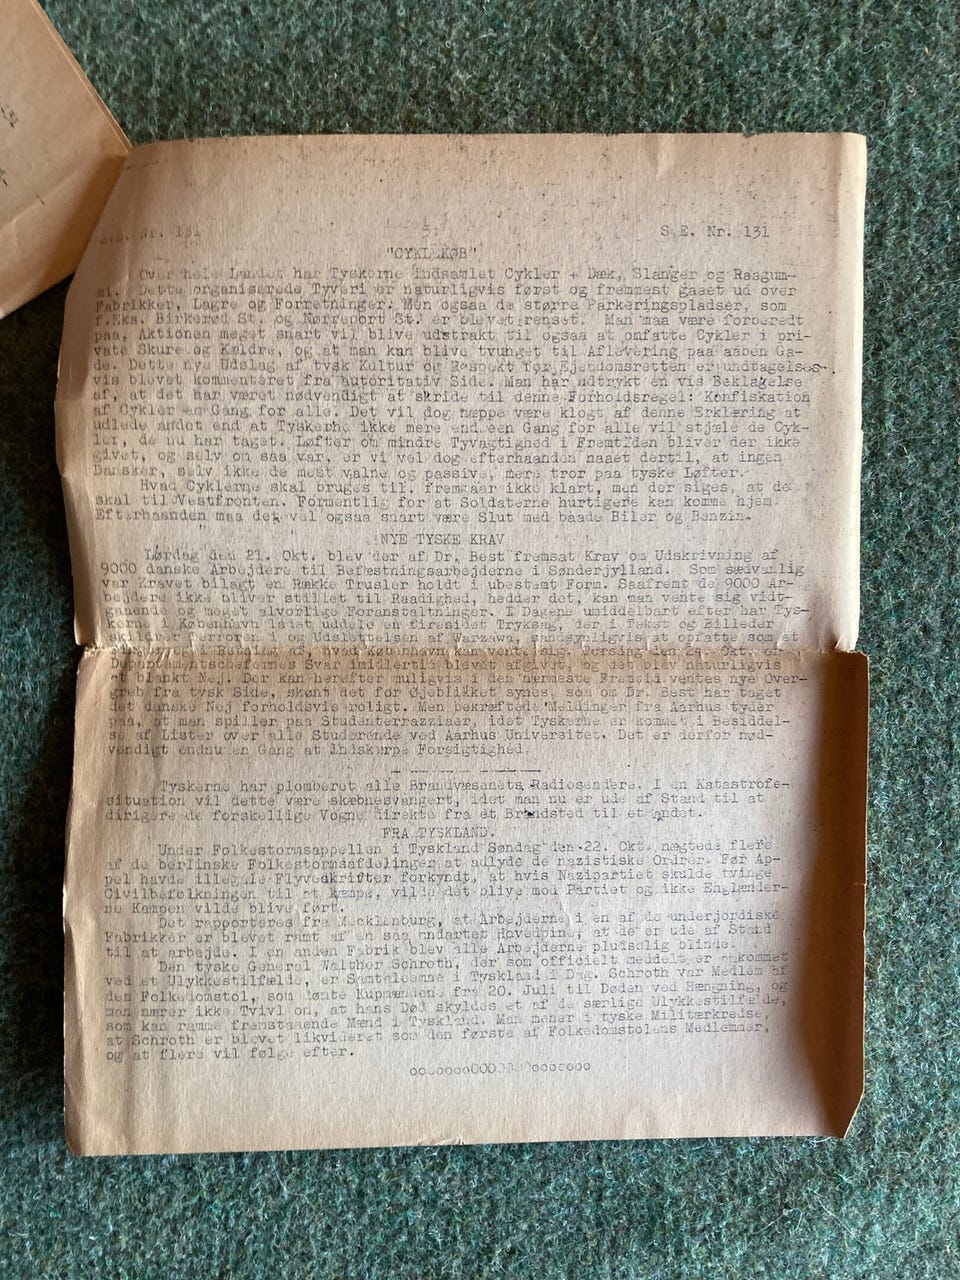 S.E. Nr. 131 5. S.E. Nr. 131
"CYKLEKØB"
Over hele Landet har Tyskerne indsamlet Cykler + Dæk, Slanger og Raagum-
mi. Dette organiserede Tyveri er naturligvis først og fremmest gaaet ud over
Fabrikker, Lagre og Forretninger. Men ogsaa de større Parkeringspladser, som
f.Eks. Birkerød St. og Nørreport St. er blevet renset. Man maa være forberedt
paa, Aktionen meget snart vil blive udstrakt til ogsaa at omfatte Cykler i pri-
vate Skure og Kældre, og at man kan blive tvunget til Aflevering paa aaben Ga-
de. Dette nye Udslag af tysk Kultur og Respekt for Ejendomsretten er undtagelses-
vis blevet kommenteret fra autoritativ Side. Man har udtrykt en vis Beklagelse
af, at det har været nødvendigt at skride til denne Forholdsregel: Konfiskation
af Cykler en Gang for alle. Det vil dog næppe være klogt af denne Erklæring at
udlede andet end at Tyskerne ikke mere end een Gang for alle vil stjæle de Cyk-
ler, de nu har taget. Løfter om mindre Tyvagtighed i Fremtiden bliver der ikke
givet, og selv om saa var, er vi vel dog efterhaanden naaet dertil, at ingen
Dansker, selv ikke de mest valne og passive, mere tror paa tyske Løfter.
Hvad Cyklerne skal bruges til, fremgaar ikke klart, men der siges, at de
skal til Vestfronten. Formentlig for at Soldaterne hurtigere kan komme hjem.
Efterhaanden maa det vel ogsaa snart være Slut med baade Biler og Benzin.
NYE TYSKE KRAV
Lørdag den 21. Okt. blev der af Dr. Best fremsat Krav om Udskrivning af
9000 danske Arbejdere til Befæstningsarbejderne i Sønderjylland. Som sædvanlig
var Kravet bilagt en Række Trusler holdt i ubestemt Form. Saafremt de 9000 Ar-
bejdere ikke bliver stillet til Raadighed, hedder det, kan man vente sig vidt-
gaaende og meget alvorlige Foranstaltninger. I Dagene umiddelbart efter har Tys-
kerne i København ladet uddele en firesidet Tryksag, der i Tekst og Billeder
skildrer Terroren i og Udslettelsen af Warzawa, sandsynligvis at opfatte som et
i Retning af, hvad København kan vente sig. Okt. er
Departementschefernes Svar imidlertid blevet afgivet, og det blev naturligvis
et blankt Nej. Der kan herefter muligvis i den nærmeste Fremtid ventes nye Over-
greb fra tysk Side, skønt det for Øjeblikket synes, som om Dr. Best har taget
det danske Nej forholdsvis roligt. Men bekræftede Meldinger fra Aarhus tyder
paa, at man spiller paa Studenterrazziaer, idet Tyskerne er kommet i Besiddel-
se af Lister over alle Studerende ved Aarhus Universitet. Det er derfor nød-
vendigt endnu en Gang at indskærpe Forsigtighed.
Tyskerne har plomberet alle Brandvæsenets Radiosendere. I en Katastrofe-
situation vil dette være skæbnesvangert, idet man nu er ude af Stand til at
dirigere de forskellige Vogne direkte fra et Brandsted til et andet.
FRA TYSKLAND.
Under Folkestormsappellen i Tyskland Søndag den 22. Okt. nægtede flere
af de berlinske Folkestormsafdelinger at adlyde de nazistiske Ordrer. Før Ap-
pel havde illegale Flyveskrifter forkyndt, at hvis Nazipartiet skulde tvinge
Civilbefolkningen til at kæmpe, vilde det blive mod Partiet og ikke Englænder-
ne Kampen vilde blive ført.
Det rapporteres fra Mecklenburg, at Arbejderne i en af de underjordiske
Fabrikker er blevet ramt af en saa ondartet Hovedpine, at de er ude af Stand
til at arbejde. I en anden Fabrik blev alle Arbejderne pludselig blinde.
Den tyske General Walther Schroth, der som officielt meddelt er omkommet
ved et Ulykkestilfælde, er Samtaleemne i Tyskland i Dag. Schroth var Medlem af
den Folkedomstol, som dømte Kupmændene fra 20. Juli til Døden ved Hængning, og
man nærer ikke Tvivl om, at hans Død skyldes et af de særlige Ulykkestilfælde,
som kan ramme fremstaaende Mænd i Tyskland. Man mener i tyske Militærkredse,
at Schroth er blevet likvideret som den første af Folkedomstolens Medlemmer,
og at flere vil følge efter.